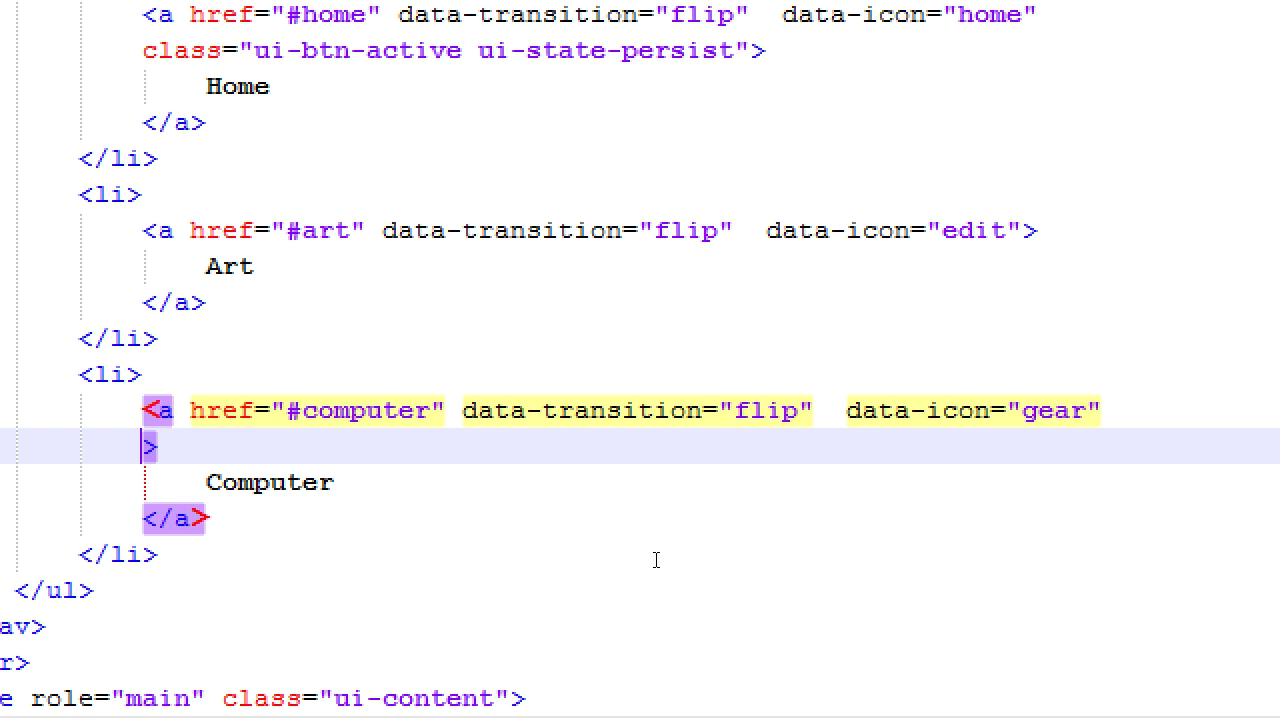 <a href="#home" data-transition="flip"  data-icon="home"
class="ui-btn-active ui-state-persist">
Home
</a>
</li>
<li>
<a href="#art" data-transition="flip"  data-icon="edit">
Art
</a>
</li>
<li>
<a href="#computer" data-transition="flip"  data-icon="gear"
>
Computer
</a>
</li>
</ul>
av>
r>
e role="main" class="ui-content">